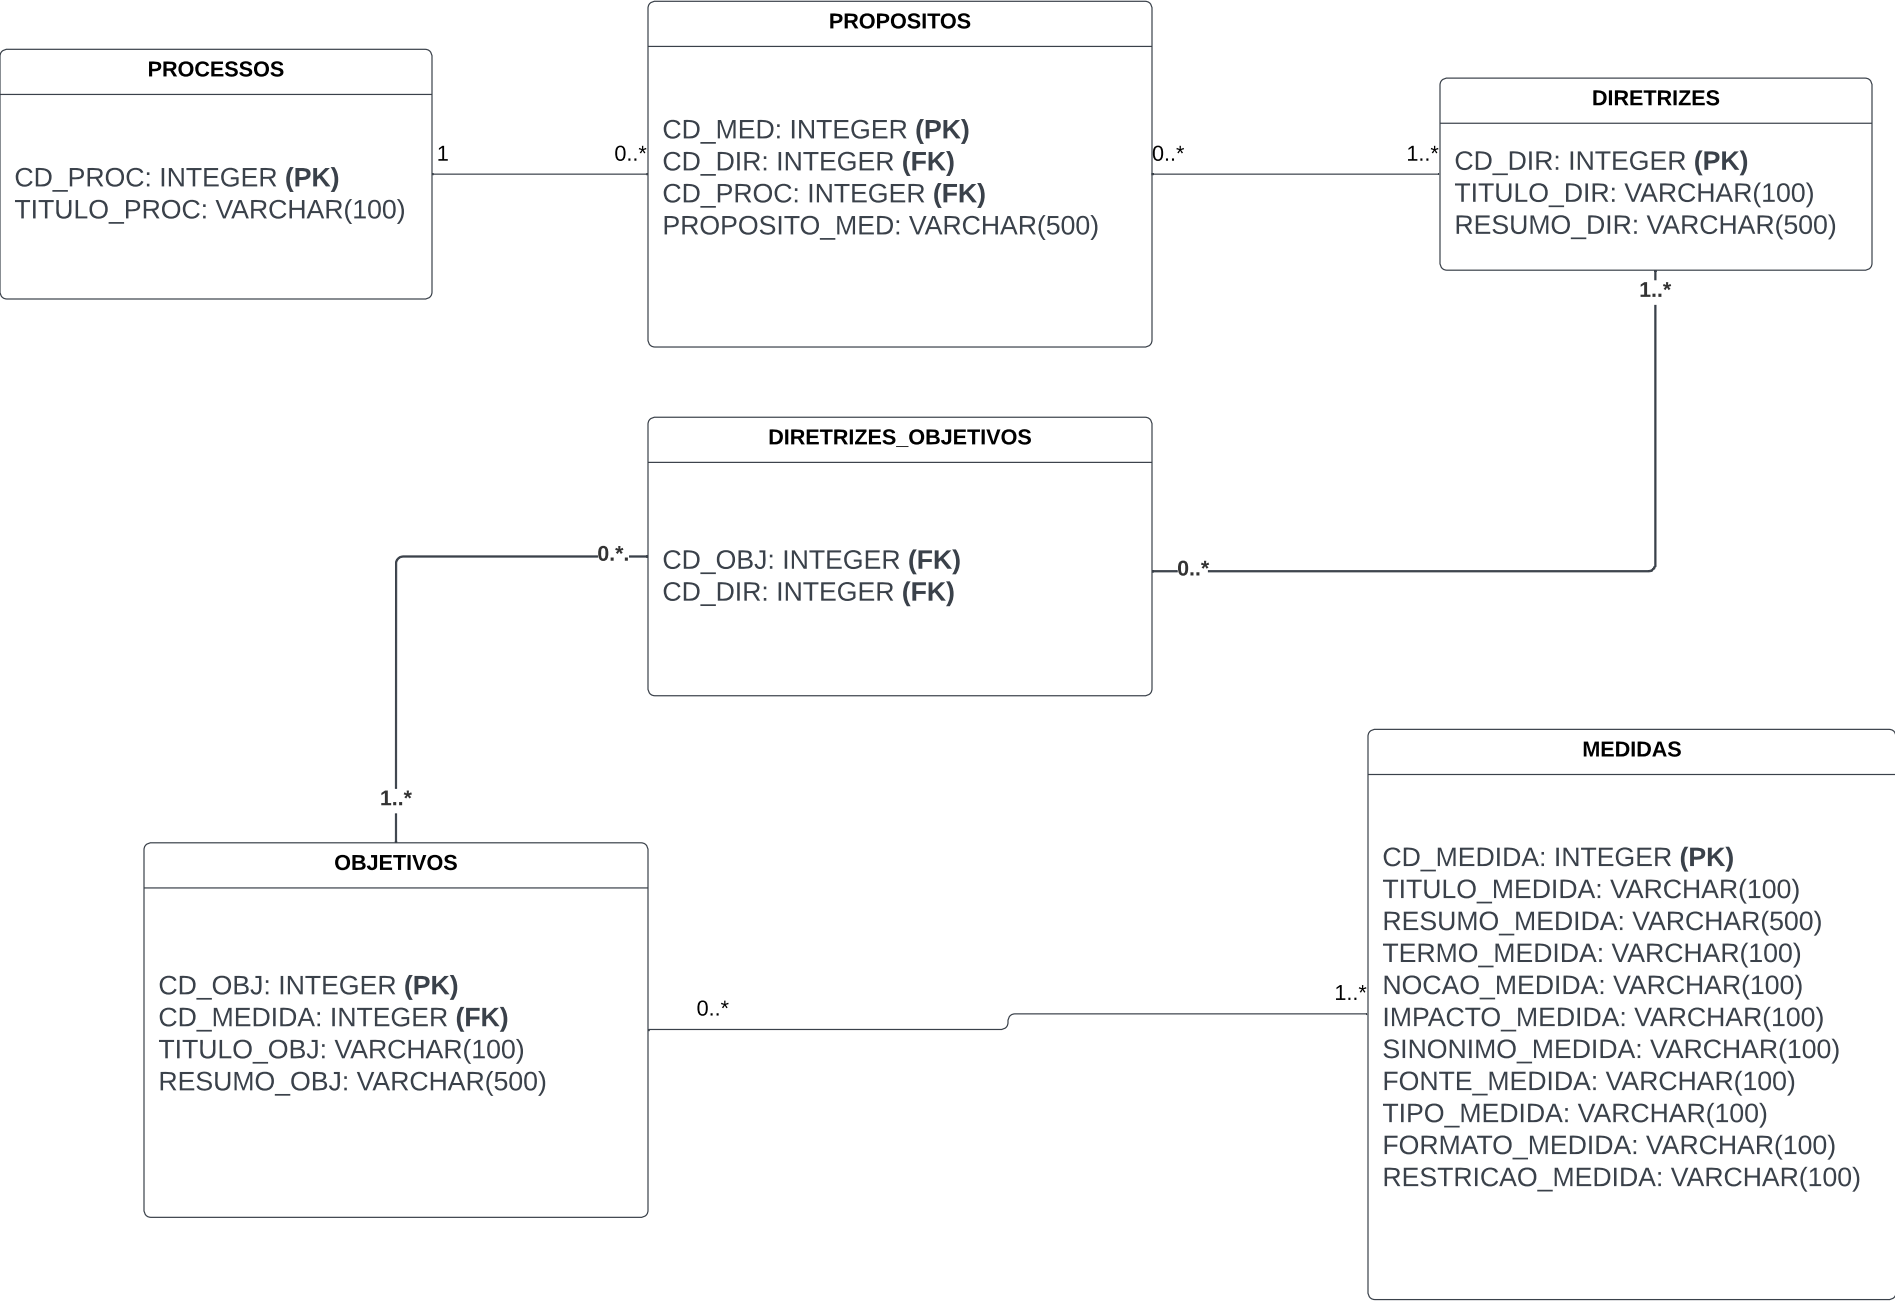 PROCESSOS
CD_PROC: INTEGER (PK)
TITULO_PROC: VARCHAR(100)
1
0..*
PROPOSITOS
CD_MED: INTEGER (PK)
CD_DIR: INTEGER (FK)
CD_PROC: INTEGER (FK)
PROPOSITO_MED: VARCHAR(500)
0..*
1..*
DIRETRIZES
CD_DIR: INTEGER (PK)
TITULO_DIR: VARCHAR(100)
RESUMO_DIR: VARCHAR(500)
1..*
DIRETRIZES_OBJETIVOS
CD_OBJ: INTEGER (FK)
CD_DIR: INTEGER (FK)
0.*.
0..*
1..*
OBJETIVOS
CD_OBJ: INTEGER (PK)
CD_MEDIDA: INTEGER (FK)
TITULO_OBJ: VARCHAR(100)
RESUMO_OBJ: VARCHAR(500)
0..*
1..*
MEDIDAS
CD_MEDIDA: INTEGER (PK)
TITULO_MEDIDA: VARCHAR(100)
RESUMO_MEDIDA: VARCHAR(500)
TERMO_MEDIDA: VARCHAR(100)
NOCAO_MEDIDA: VARCHAR(100)
IMPACTO_MEDIDA: VARCHAR(100)
SINONIMO_MEDIDA: VARCHAR(100)
FONTE_MEDIDA: VARCHAR(100)
TIPO_MEDIDA: VARCHAR(100)
FORMATO_MEDIDA: VARCHAR(100)
RESTRICAO_MEDIDA: VARCHAR(100)